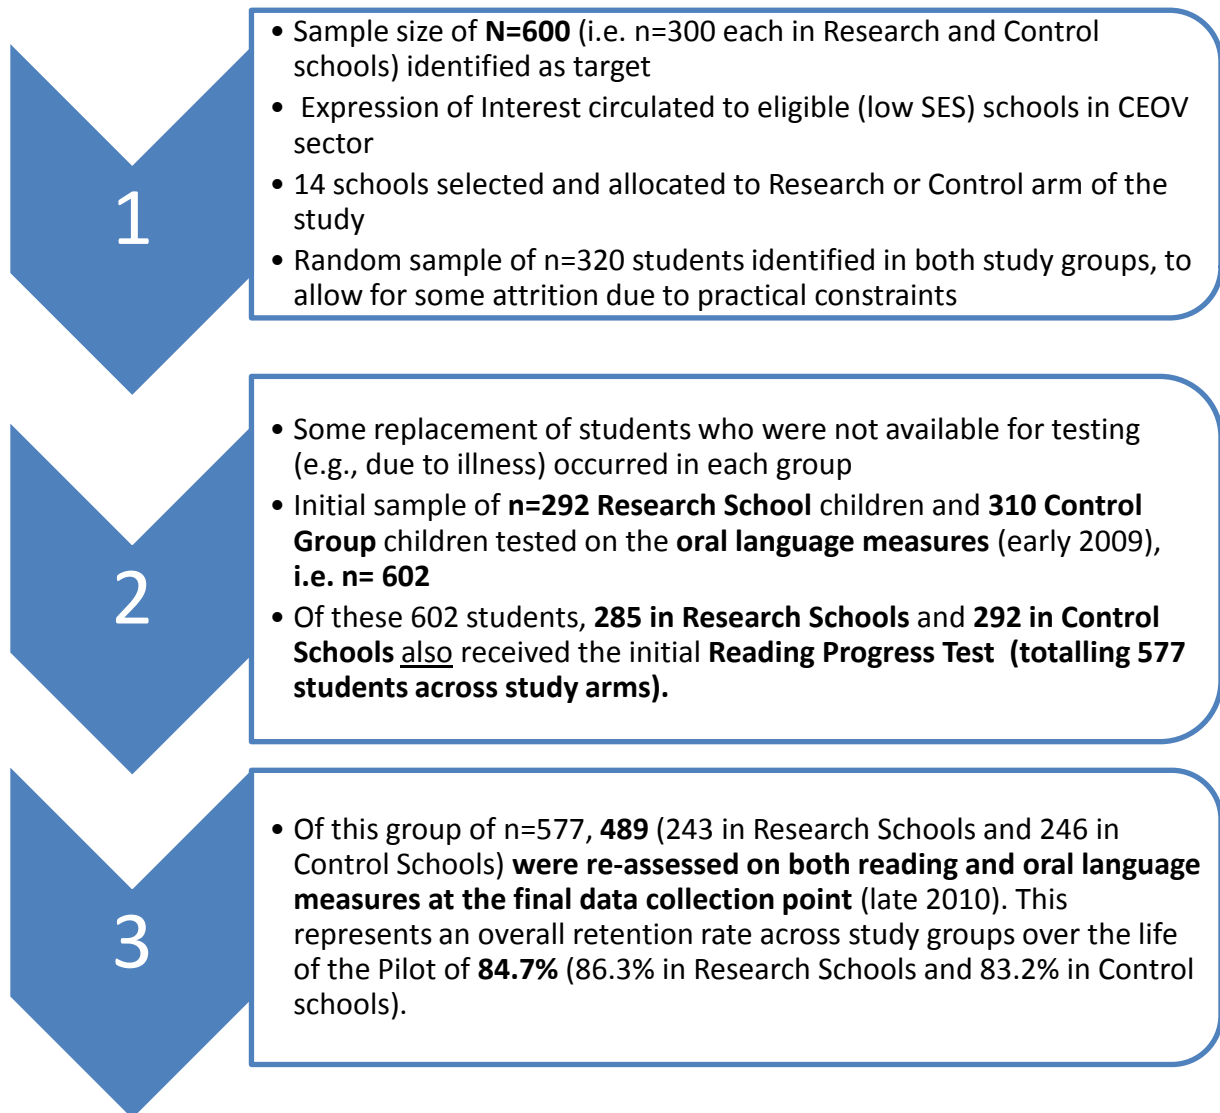 1
• Sample size of N=600 (i.e. n=300 each in Research and Control
schools) identified as target
• Expression of Interest circulated to eligible (low SES) schools in CEOV
sector
• 14 schools selected and allocated to Research or Control arm of the
study
• Random sample of n=320 students identified in both study groups, to
allow for some attrition due to practical constraints
2
• Some replacement of students who were not available for testing
(e.g., due to illness) occurred in each group
• Initial sample of n=292 Research School children and 310 Control
Group children tested on the oral language measures (early 2009),
i.e. n= 602
• Of these 602 students, 285 in Research Schools and 292 in Control
Schools also received the initial Reading Progress Test (totalling 577
students across study arms).
3
• Of this group of n=577, 489 (243 in Research Schools and 246 in
Control Schools) were re-assessed on both reading and oral language
measures at the final data collection point (late 2010). This
represents an overall retention rate across study groups over the life
of the Pilot of 84.7% (86.3% in Research Schools and 83.2% in Control
schools).